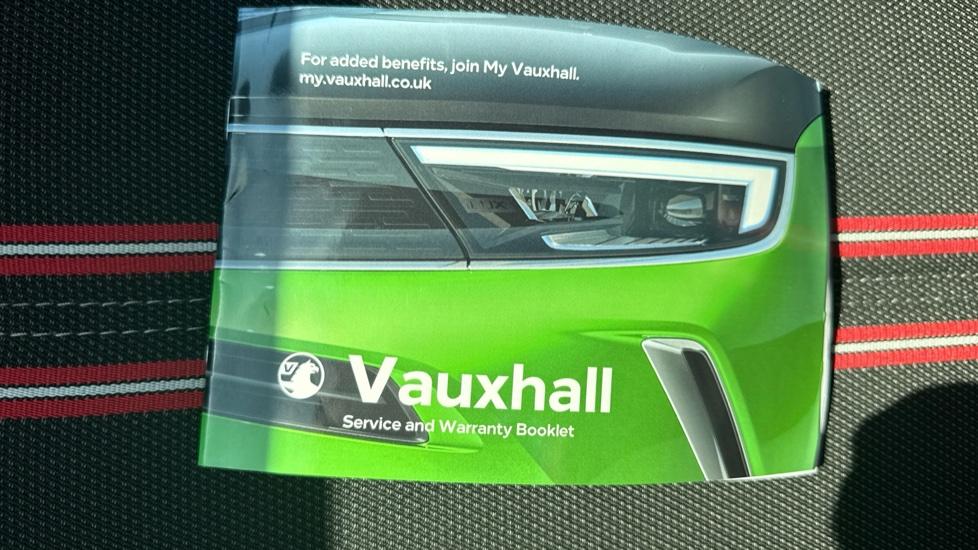 For added benefits, join My Vauxhall.
my.vauxhall.co.uk
Vauxhall
Service and Warranty Booklet